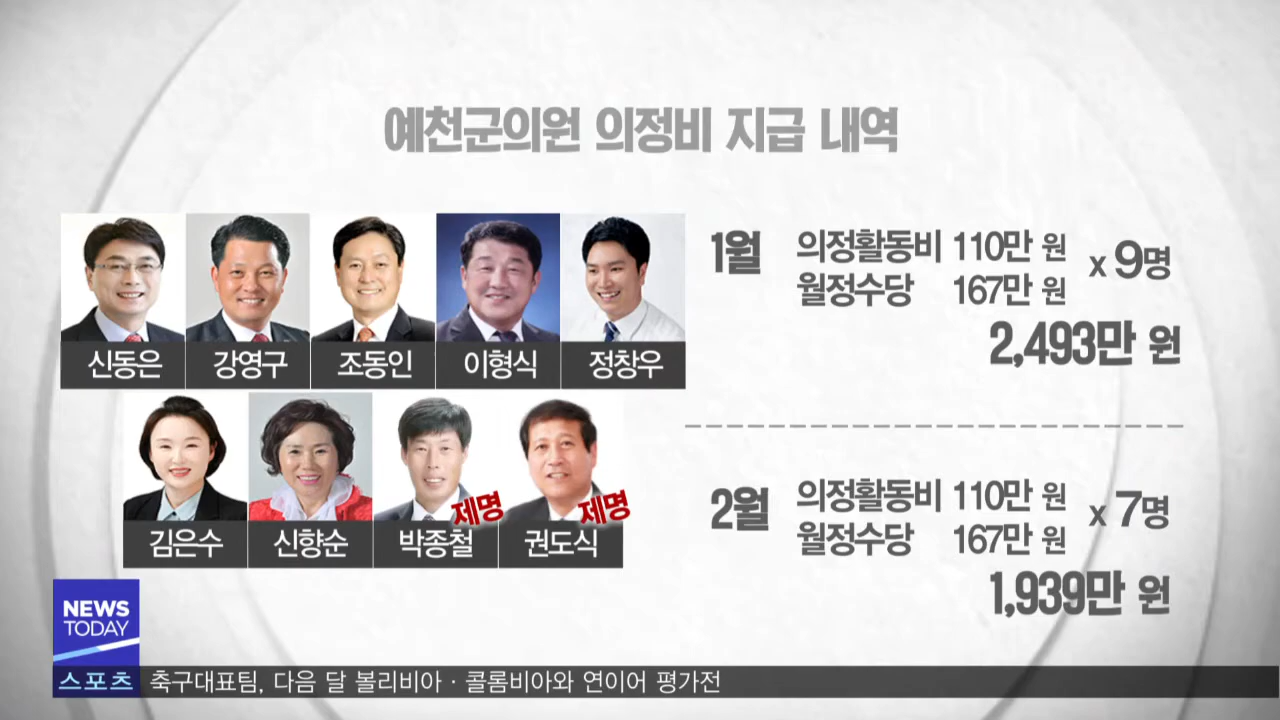 예천군의원 의정비 지급 내역
신동은 강영구 조동인 이형식 정창우
김은수 신향순 박종철 권도식
제명 제명
1월 의정활동비 110만 원
월정수당 167만 원
x 9명
2,493만 원
2월 의정활동비 110만 원
월정수당 167만 원
x 7명
1,939만 원
NEWS
TODAY
스포츠 축구대표팀, 다음 달 볼리비아·콜롬비아와 연이어 평가전